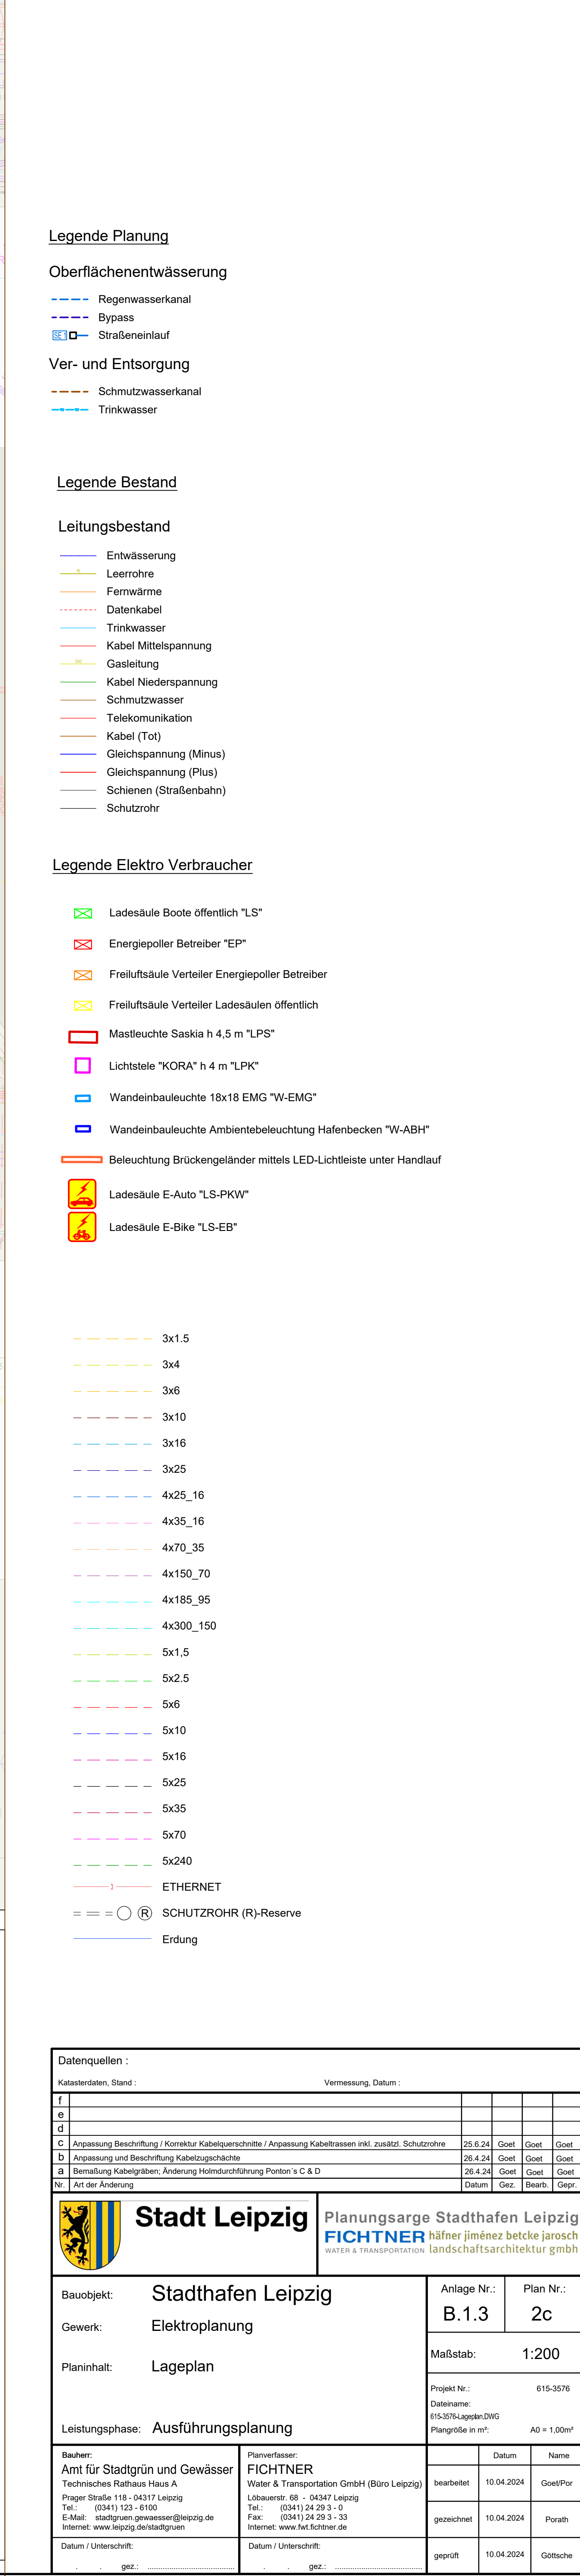 Legende Planung
Oberflächenentwässerung
Regenwasserkanal
Bypass
SE1 Straßeneinlauf
Ver- und Entsorgung
Schmutzwasserkanal
Trinkwasser
Legende Bestand
Leitungsbestand
Entwässerung
Leerrohre
Fernwärme
Datenkabel
Trinkwasser
Kabel Mittelspannung
Gasleitung
Kabel Niederspannung
Schmutzwasser
Telekomunikation
Kabel (Tot)
Gleichspannung (Minus)
Gleichspannung (Plus)
Schienen (Straßenbahn)
Schutzrohr
Legende Elektro Verbraucher
Ladesäule Boote öffentlich "LS"
Energiepoller Betreiber "EP"
Freiluftsäule Verteiler Energiepoller Betreiber
Freiluftsäule Verteiler Ladesäulen öffentlich
Mastleuchte Saskia h 4,5 m "LPS"
Lichtstele "KORA" h 4 m "LPK"
Wandeinbauleuchte 18x18 EMG "W-EMG"
Wandeinbauleuchte Ambientebeleuchtung Hafenbecken "W-ABH"
Beleuchtung Brückengeländer mittels LED-Lichtleiste unter Handlauf
Ladesäule E-Auto "LS-PKW"
Ladesäule E-Bike "LS-EB"
3x1.5
3x4
3x6
3x10
3x16
3x25
4x25_16
4x35_16
4x70_35
4x150_70
4x185_95
4x300_150
5x1,5
5x2.5
5x6
5x10
5x16
5x25
5x35
5x70
5x240
ETHERNET
R SCHUTZROHR (R)-Reserve
Erdung
Datenquellen :
Katasterdaten, Stand : Vermessung, Datum :
f
e
d
c Anpassung Beschriftung / Korrektur Kabelquerschnitte / Anpassung Kabeltrassen inkl. zusätzl. Schutzrohre 25.6.24 Goet Goet Goet
b Anpassung und Beschriftung Kabelzugschächte 26.4.24 Goet Goet Goet
a Bemaßung Kabelgräben; Änderung Holmdurchführung Ponton´s C & D 26.4.24 Goet Goet Goet
Nr. Art der Änderung Datum Gez. Bearb. Gepr.
Stadt Leipzig
Planungsarge Stadthafen Leipzig
FICHTNER häfner jiménez betcke jarosch
WATER & TRANSPORTATION landschaftsarchitektur gmbh
Bauobjekt: Stadthafen Leipzig
Gewerk: Elektroplanung
Planinhalt: Lageplan
Leistungsphase: Ausführungsplanung
Anlage Nr.: Plan Nr.:
B.1.3 2c
Maßstab: 1:200
Projekt Nr.: 615-3576
Dateiname:
615-3576-Lageplan.DWG
Plangröße in m²: A0 = 1,00m²
Bauherr:
Amt für Stadtgrün und Gewässer
Technisches Rathaus Haus A
Prager Straße 118 - 04317 Leipzig
Tel.: (0341) 123 - 6100
E-Mail: stadtgruen.gewaesser@leipzig.de
Internet: www.leipzig.de/stadtgruen
Datum / Unterschrift:
. . gez.: ......................................
Planverfasser:
FICHTNER
Water & Transportation GmbH (Büro Leipzig)
Löbauerstr. 68 - 04347 Leipzig
Tel.: (0341) 24 29 3 - 0
Fax: (0341) 24 29 3 - 33
Internet: www.fwt.fichtner.de
Datum / Unterschrift:
. . gez.: ......................................
Datum Name
bearbeitet 10.04.2024 Goet/Por
gezeichnet 10.04.2024 Porath
geprüft 10.04.2024 Göttsche